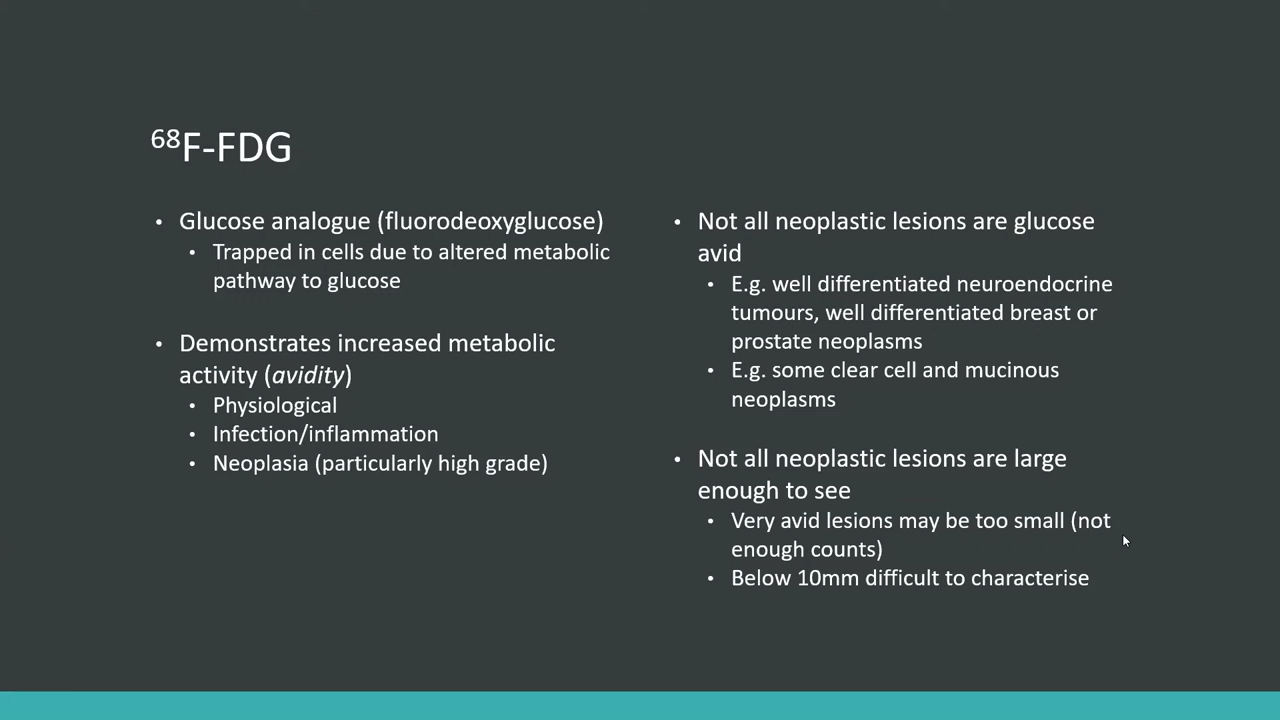 ⁶⁸F-FDG
• Glucose analogue (fluorodeoxyglucose)
• Trapped in cells due to altered metabolic
pathway to glucose
• Demonstrates increased metabolic
activity (avidity)
• Physiological
• Infection/inflammation
• Neoplasia (particularly high grade)
• Not all neoplastic lesions are glucose
avid
• E.g. well differentiated neuroendocrine
tumours, well differentiated breast or
prostate neoplasms
• E.g. some clear cell and mucinous
neoplasms
• Not all neoplastic lesions are large
enough to see
• Very avid lesions may be too small (not
enough counts)
• Below 10mm difficult to characterise